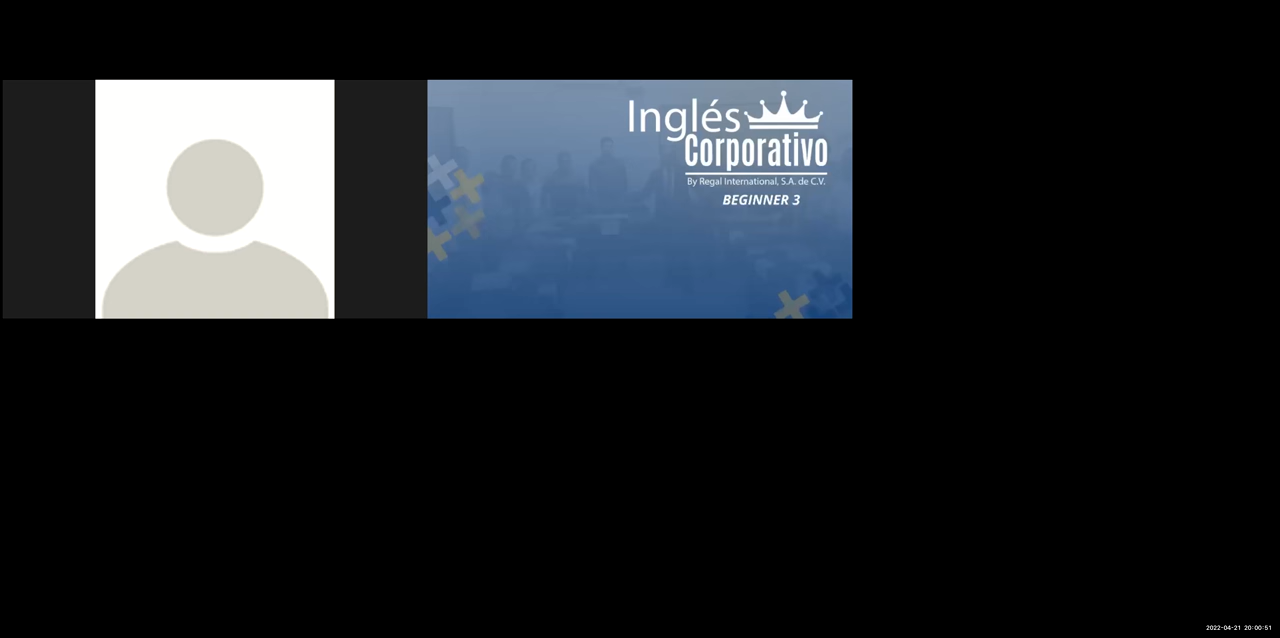 Inglés
Corporativo
By Regal International, S.A. de C.V.
BEGINNER 3
2022-04-21 20:00:51